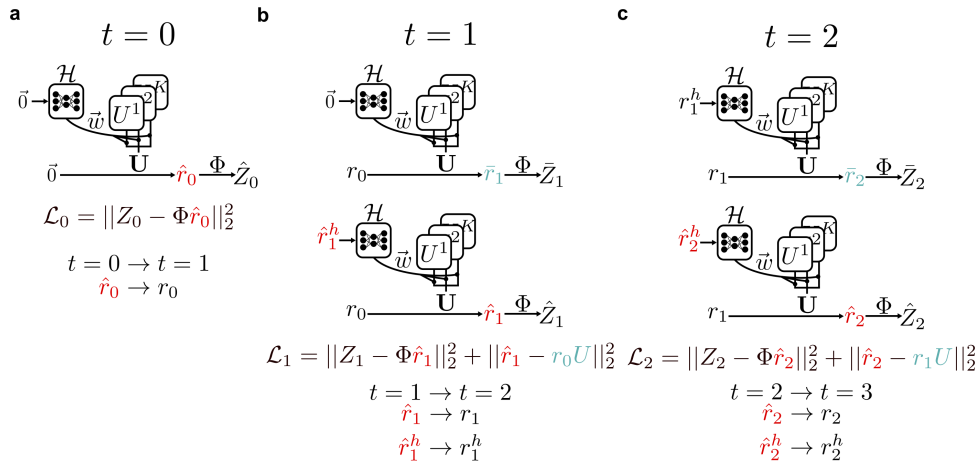 a
t = 0
ℋ
K
2
U¹
0⃗
w⃗
U
0⃗ r̂₀ Φ Ẑ₀
ℒ₀ = ||Z₀ − Φr̂₀||₂²
t = 0 → t = 1
r̂₀ → r₀
b
t = 1
ℋ
K
2
U¹
0⃗
w⃗
U
r₀ r̄₁ Φ Z̄₁
ℋ
K
2
U¹
r̂₁ʰ
w⃗
U
r₀ r̂₁ Φ Ẑ₁
ℒ₁ = ||Z₁ − Φr̂₁||₂² + ||r̂₁ − r₀U||₂²
t = 1 → t = 2
r̂₁ → r₁
r̂₁ʰ → r₁ʰ
c
t = 2
ℋ
K
2
U¹
r₁ʰ
w⃗
U
r₁ r̄₂ Φ Z̄₂
ℋ
K
2
U¹
r̂₂ʰ
w⃗
U
r₁ r̂₂ Φ Ẑ₂
ℒ₂ = ||Z₂ − Φr̂₂||₂² + ||r̂₂ − r₁U||₂²
t = 2 → t = 3
r̂₂ → r₂
r̂₂ʰ → r₂ʰ